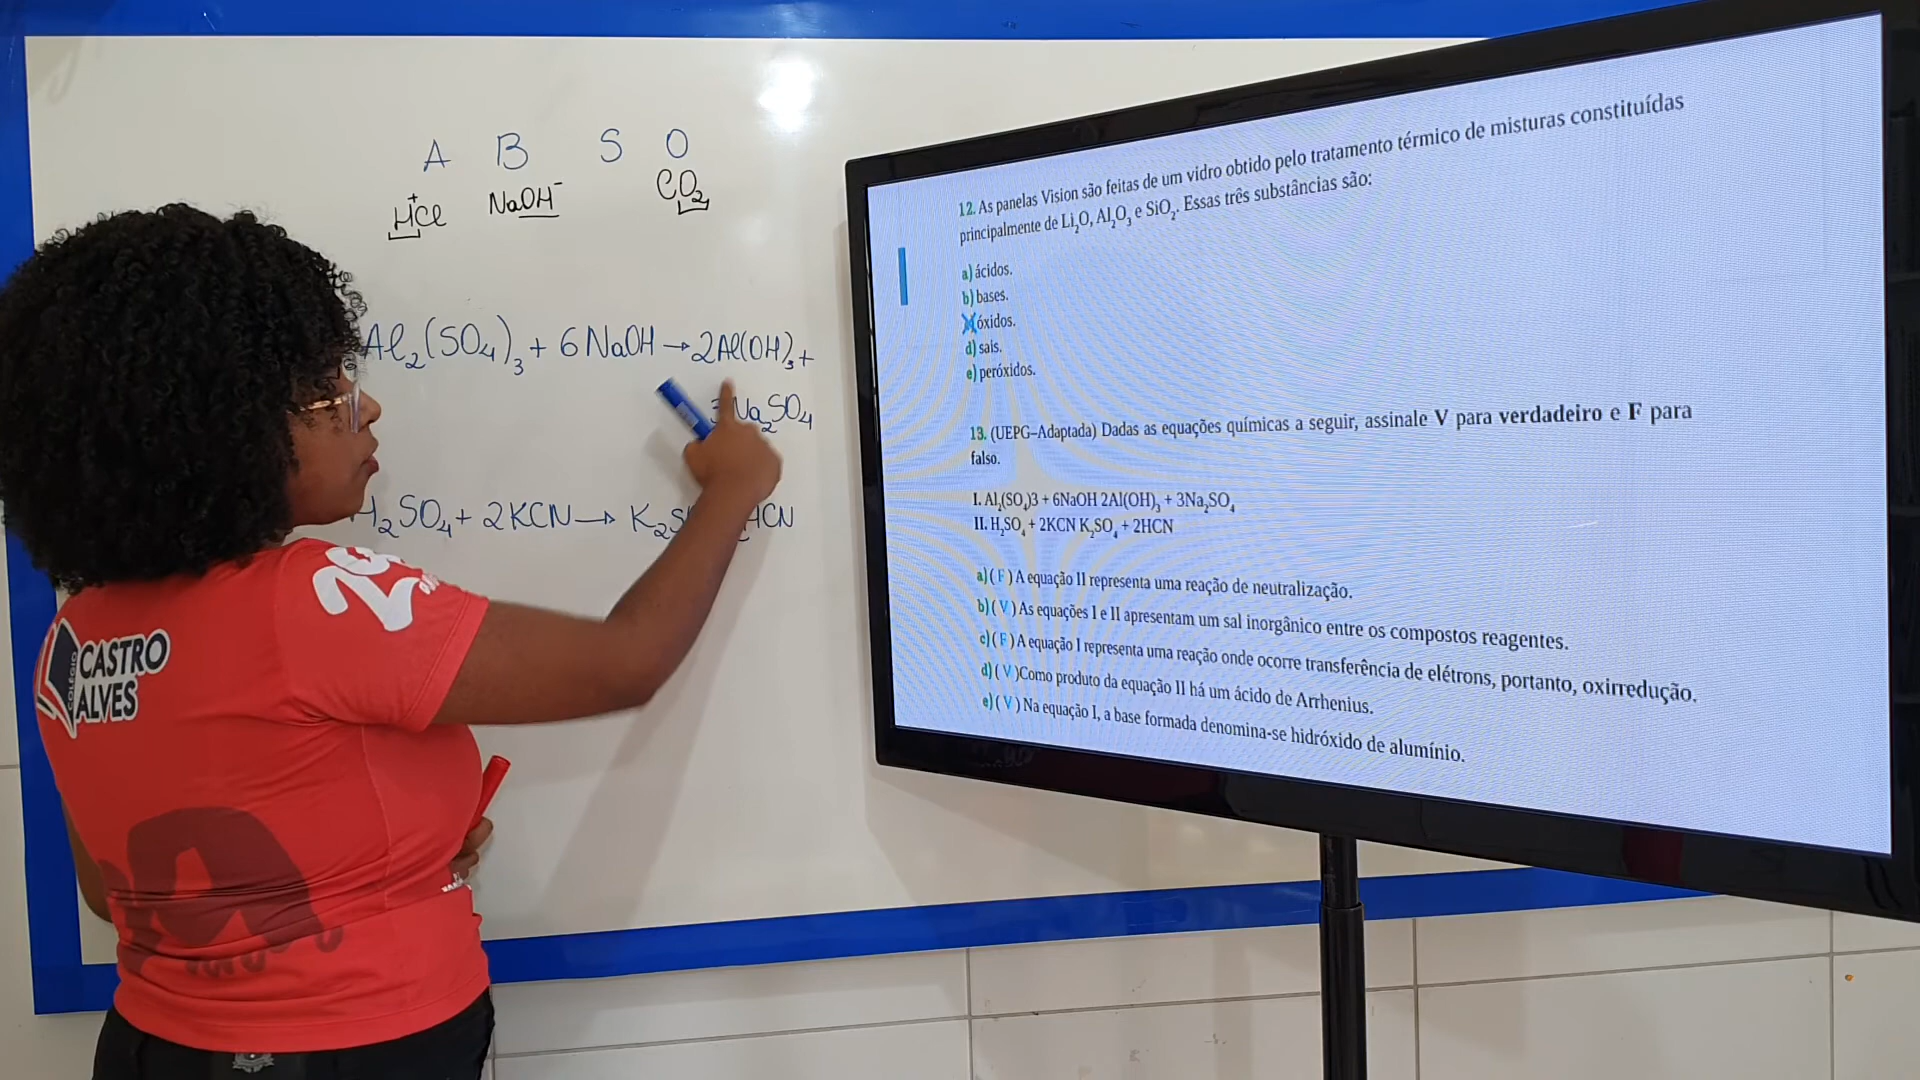 A B S O
H⁺Cl NaOH⁻ CO₂
Al₂(SO₄)₃ + 6NaOH → 2Al(OH)₃ +
3Na₂SO₄
H₂SO₄ + 2KCN → K₂S HCN
COLÉGIO
CASTRO
ALVES
12. As panelas Vision são feitas de um vidro obtido pelo tratamento térmico de misturas constituídas
principalmente de Li₂O, Al₂O₃ e SiO₂. Essas três substâncias são:
a) ácidos.
b) bases.
óxidos.
d) sais.
e) peróxidos.
13. (UEPG–Adaptada) Dadas as equações químicas a seguir, assinale V para verdadeiro e F para
falso.
I. Al₂(SO₄)3 + 6NaOH 2Al(OH)₃ + 3Na₂SO₄
II. H₂SO₄ + 2KCN K₂SO₄ + 2HCN
a) ( F ) A equação II representa uma reação de neutralização.
b) ( V ) As equações I e II apresentam um sal inorgânico entre os compostos reagentes.
c) ( F ) A equação I representa uma reação onde ocorre transferência de elétrons, portanto, oxirredução.
d) ( V )Como produto da equação II há um ácido de Arrhenius.
e) ( V ) Na equação I, a base formada denomina-se hidróxido de alumínio.